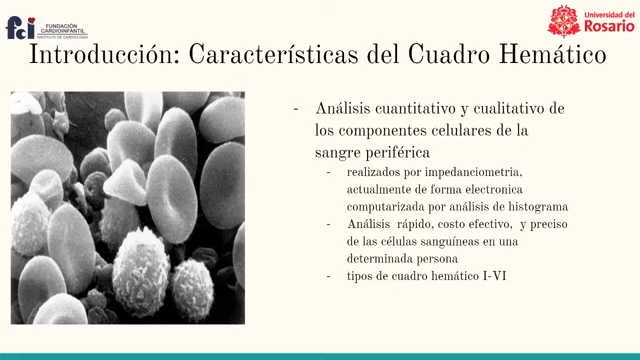 fci
FUNDACIÓN
CARDIOINFANTIL
INSTITUTO DE CARDIOLOGÍA
Universidad del
Rosario
Introducción: Características del Cuadro Hemático
- Análisis cuantitativo y cualitativo de
los componentes celulares de la
sangre periférica
- realizados por impedanciometria,
actualmente de forma electronica
computarizada por análisis de histograma
- Análisis rápido, costo efectivo, y preciso
de las células sanguíneas en una
determinada persona
- tipos de cuadro hemático I-VI